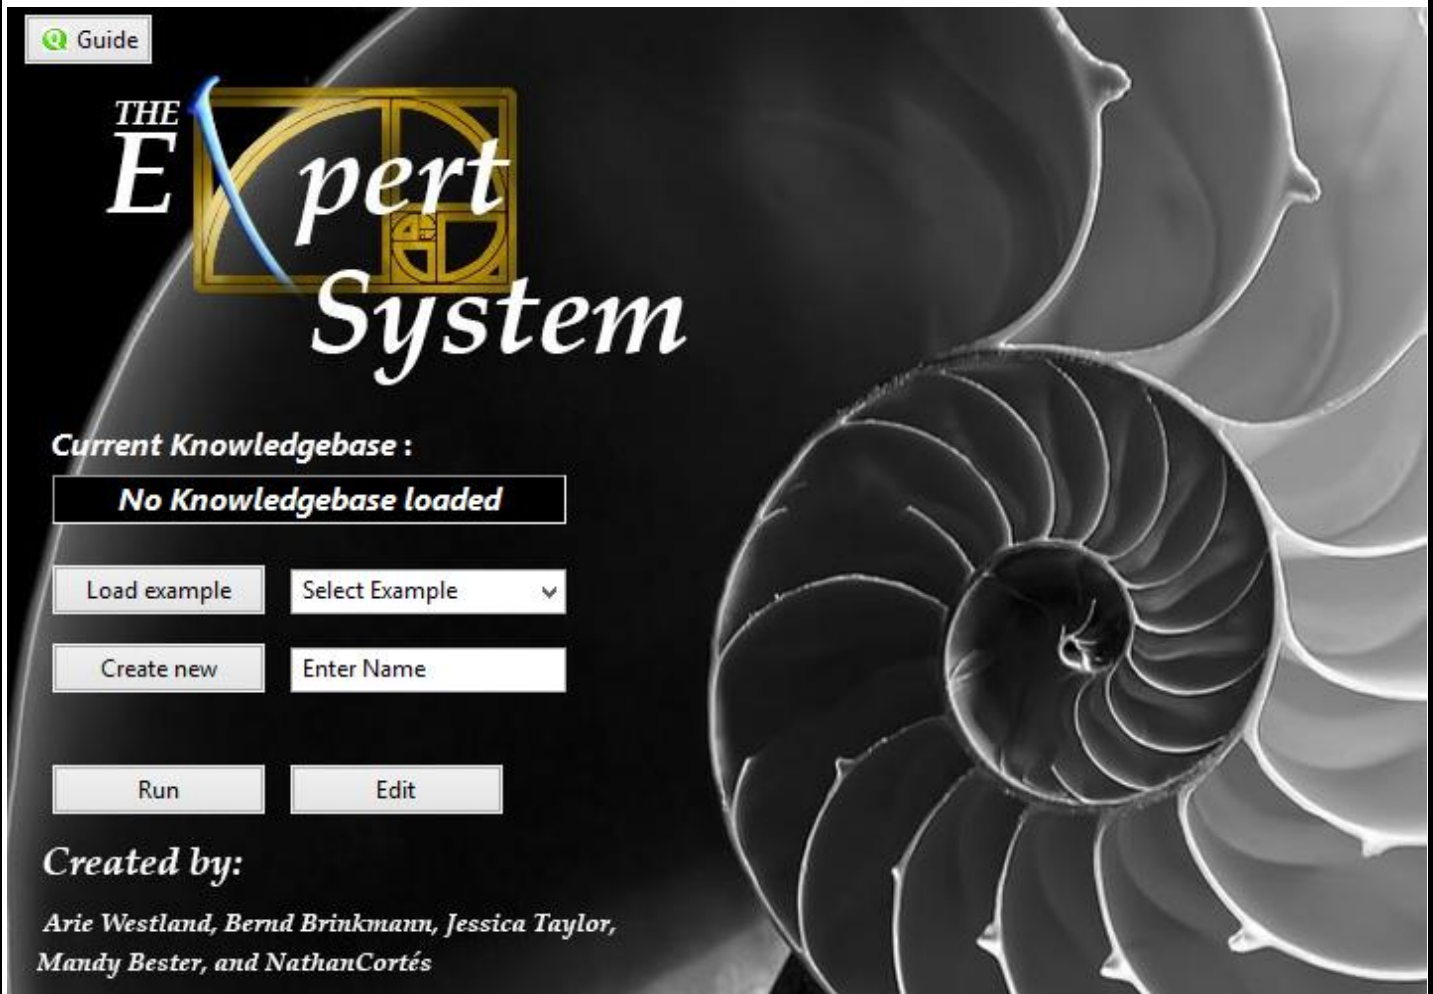 Guide
THE
Expert
System
Current Knowledgebase :
No Knowledgebase loaded
Load example
Select Example
Create new
Enter Name
Run
Edit
Created by:
Arie Westland, Bernd Brinkmann, Jessica Taylor,
Mandy Bester, and NathanCortés